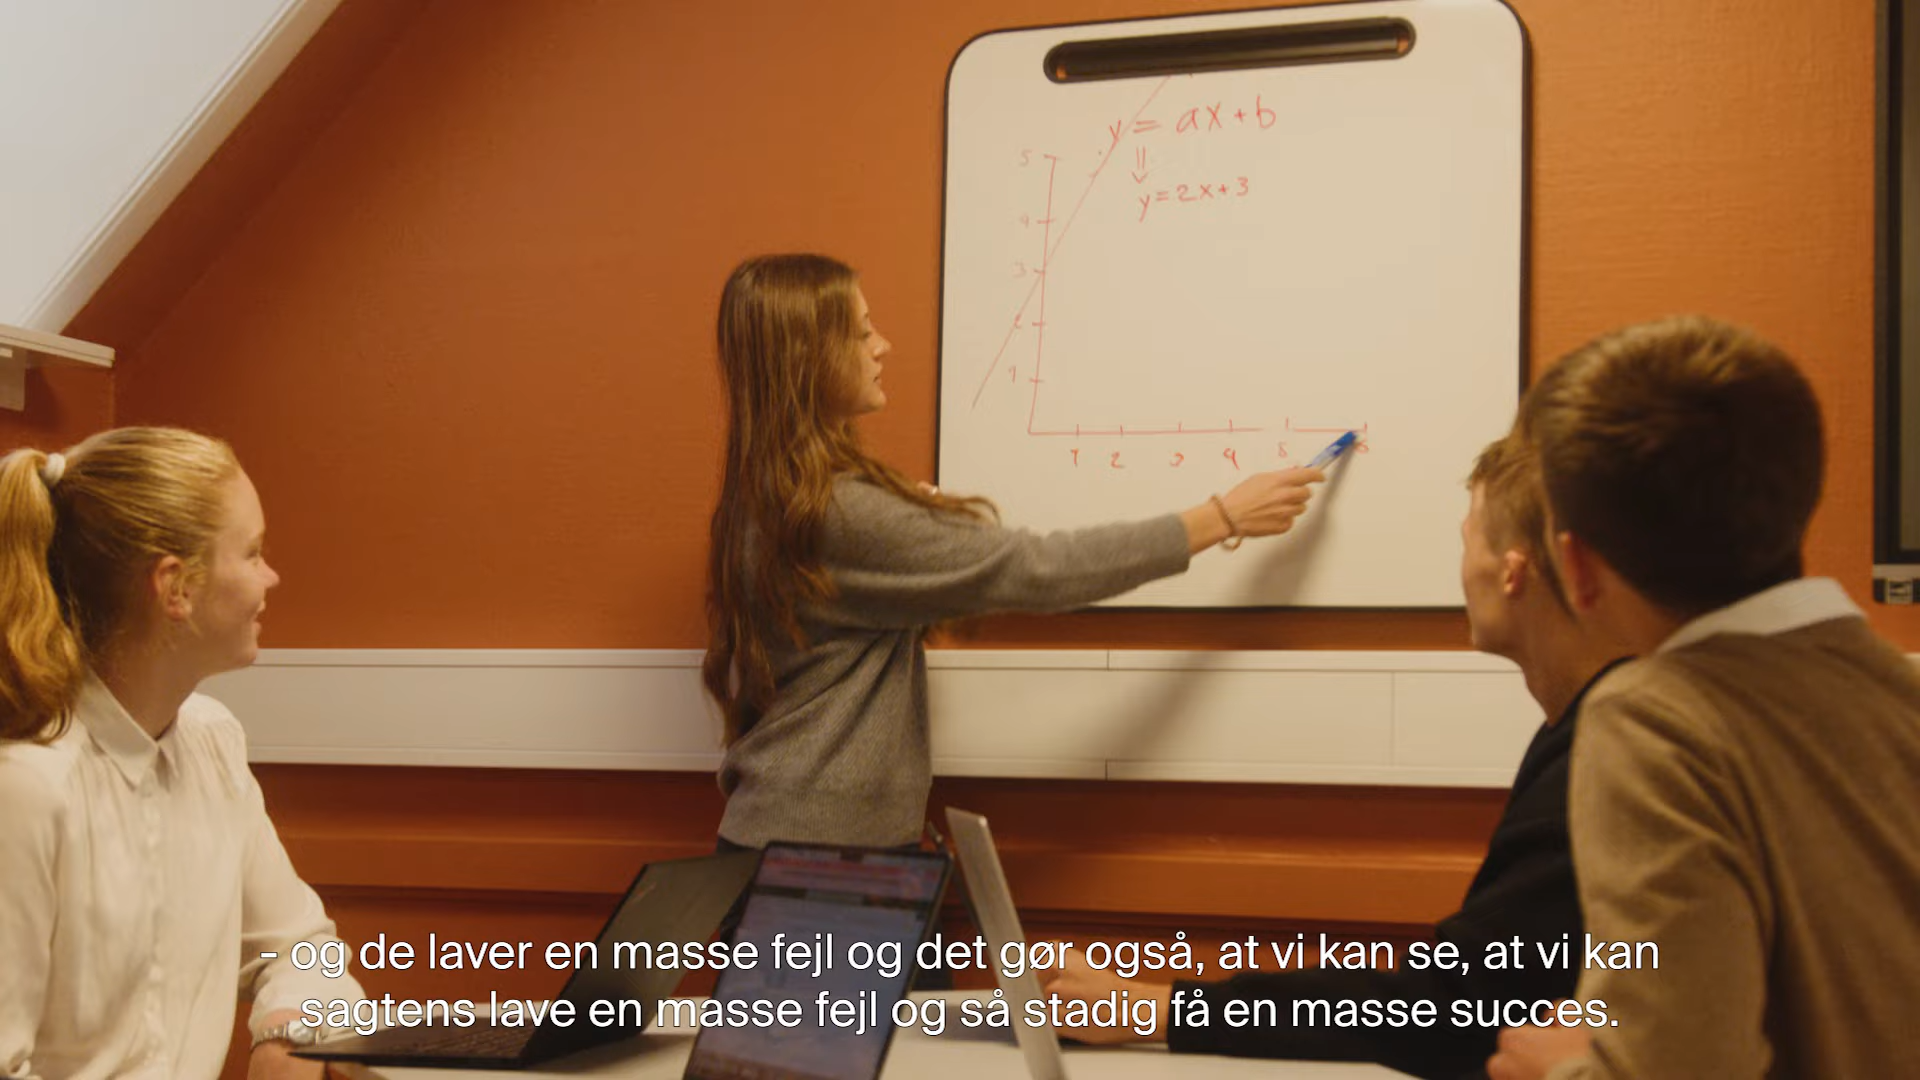 y = ax+b
y=2x+3
5
4
3
2
1
1 2 3 4 5 6
- og de laver en masse fejl og det gør også, at vi kan se, at vi kan
sagtens lave en masse fejl og så stadig få en masse succes.